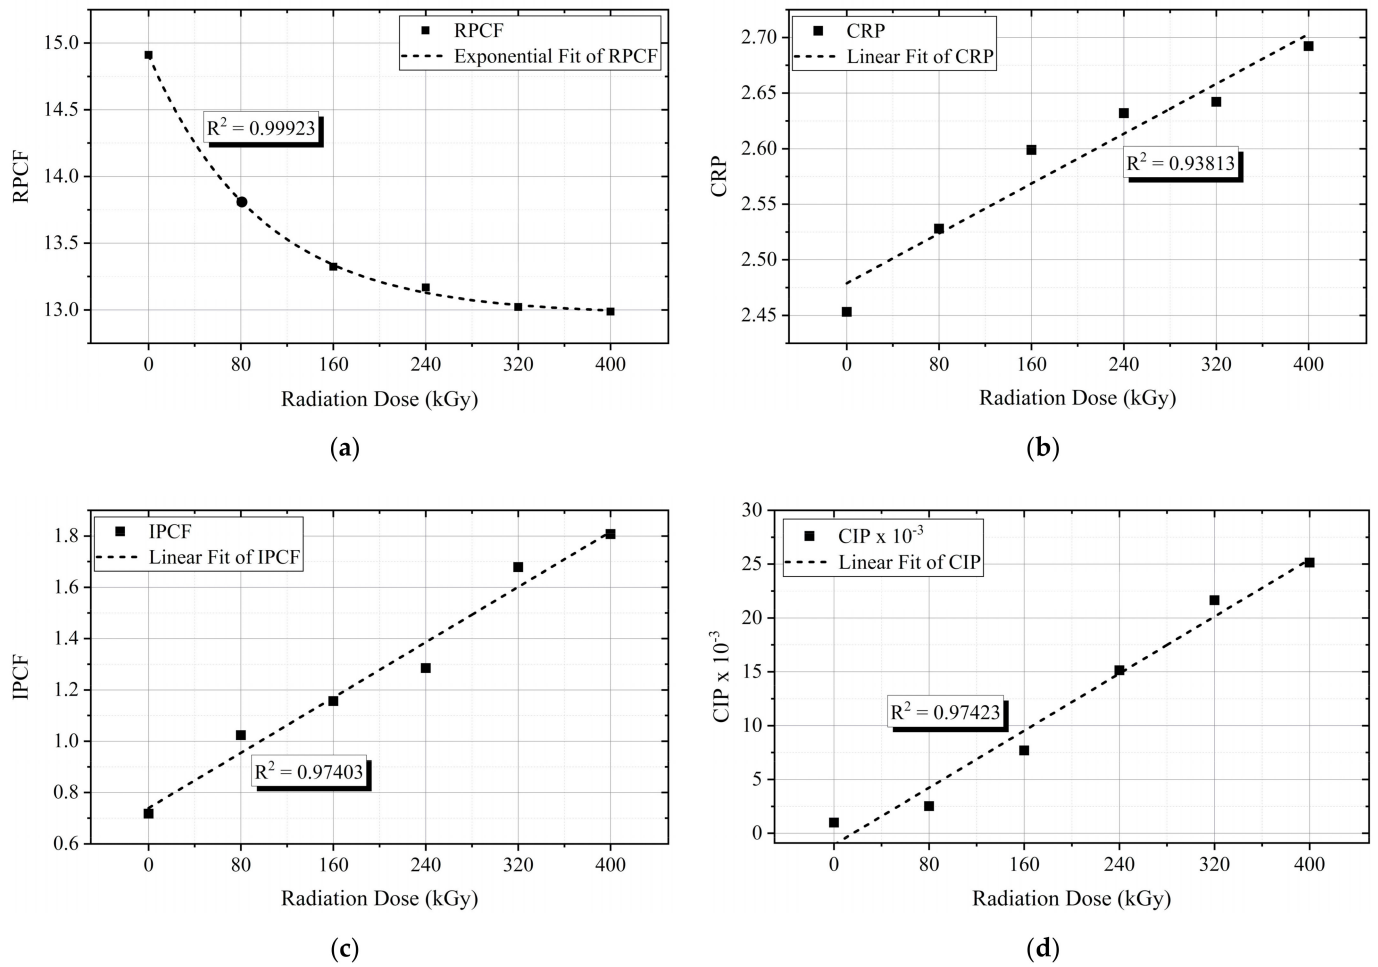 RPCF
Exponential Fit of RPCF
R² = 0.99923
15.0
14.5
14.0
13.5
13.0
RPCF
0 80 160 240 320 400
Radiation Dose (kGy)
(a)
CRP
Linear Fit of CRP
R² = 0.93813
2.70
2.65
2.60
2.55
2.50
2.45
CRP
0 80 160 240 320 400
Radiation Dose (kGy)
(b)
IPCF
Linear Fit of IPCF
R² = 0.97403
1.8
1.6
1.4
1.2
1.0
0.8
0.6
IPCF
0 80 160 240 320 400
Radiation Dose (kGy)
(c)
CIP x 10⁻³
Linear Fit of CIP
R² = 0.97423
30
25
20
15
10
5
0
CIP x 10⁻³
0 80 160 240 320 400
Radiation Dose (kGy)
(d)